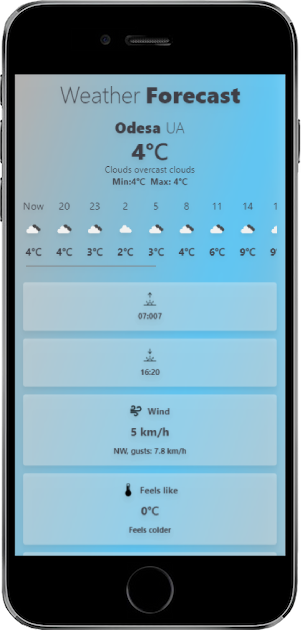 Weather Forecast
Odesa UA
4°C
Clouds overcast clouds
Min:4°C Max: 4°C
Now 20 23 2 5 8 11 14 1
4°C 4°C 3°C 2°C 3°C 4°C 6°C 9°C 9°
07:007
16:20
Wind
5 km/h
NW, gusts: 7.8 km/h
Feels like
0°C
Feels colder